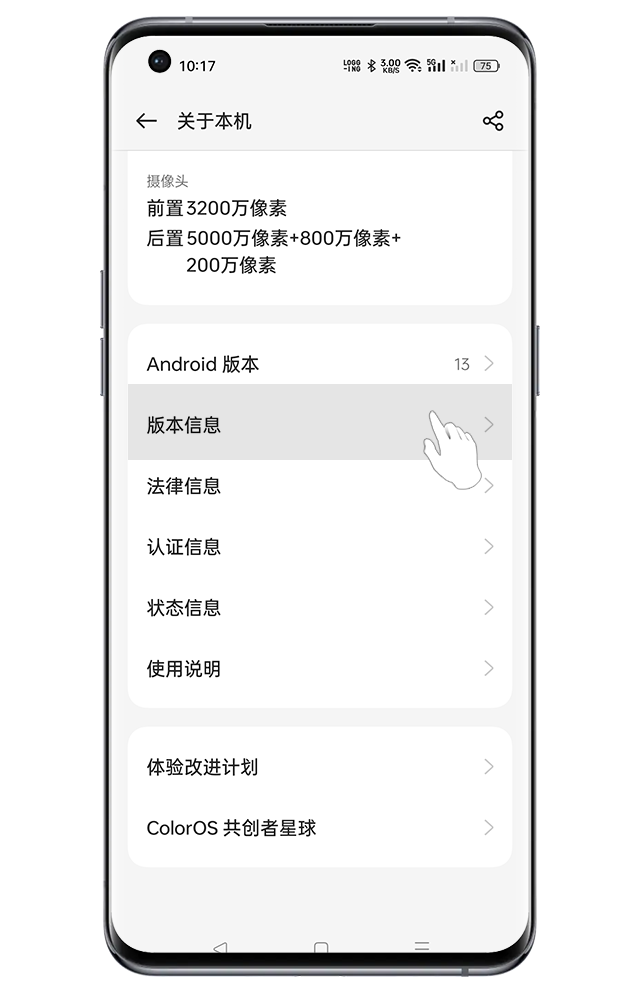 10:17
LOGG
-ING
3.00
KB/S
5G
75
关于本机
摄像头
前置3200万像素
后置5000万像素+800万像素+
200万像素
Android 版本
13
版本信息
法律信息
认证信息
状态信息
使用说明
体验改进计划
ColorOS 共创者星球